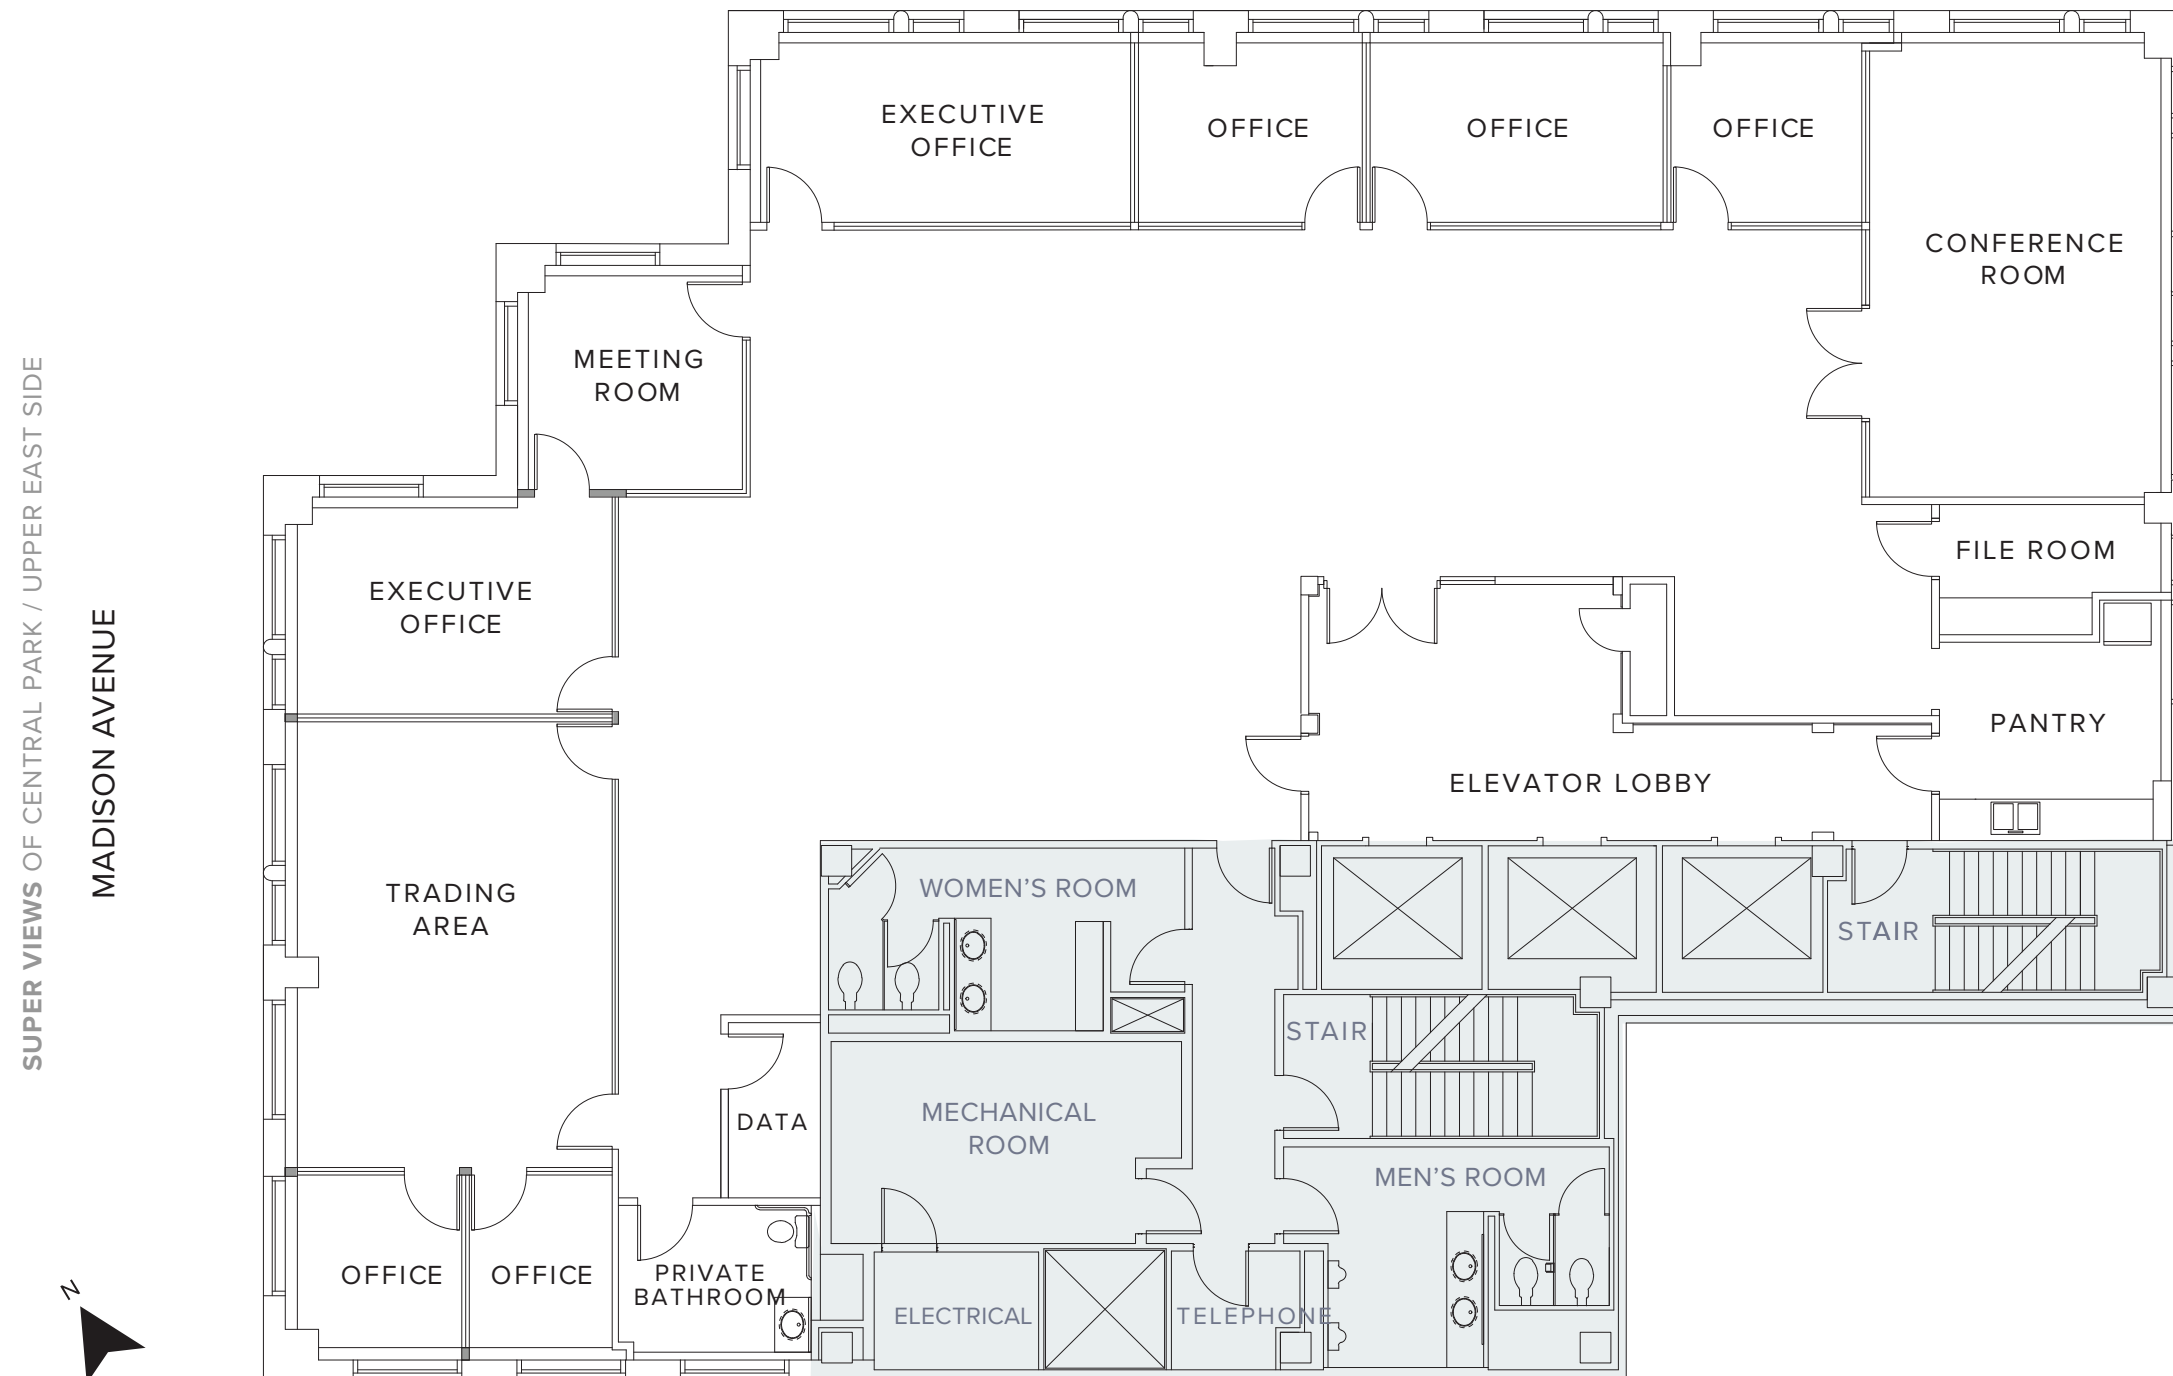 EXECUTIVE
OFFICE
OFFICE
OFFICE
OFFICE
CONFERENCE
ROOM
MEETING
ROOM
SUPER VIEWS OF CENTRAL PARK / UPPER EAST SIDE
MADISON AVENUE
EXECUTIVE
OFFICE
FILE ROOM
PANTRY
ELEVATOR LOBBY
TRADING
AREA
WOMEN’S ROOM
STAIR
STAIR
DATA
MECHANICAL
ROOM
MEN’S ROOM
OFFICE
OFFICE
PRIVATE
BATHROOM
ELECTRICAL
TELEPHONE
N